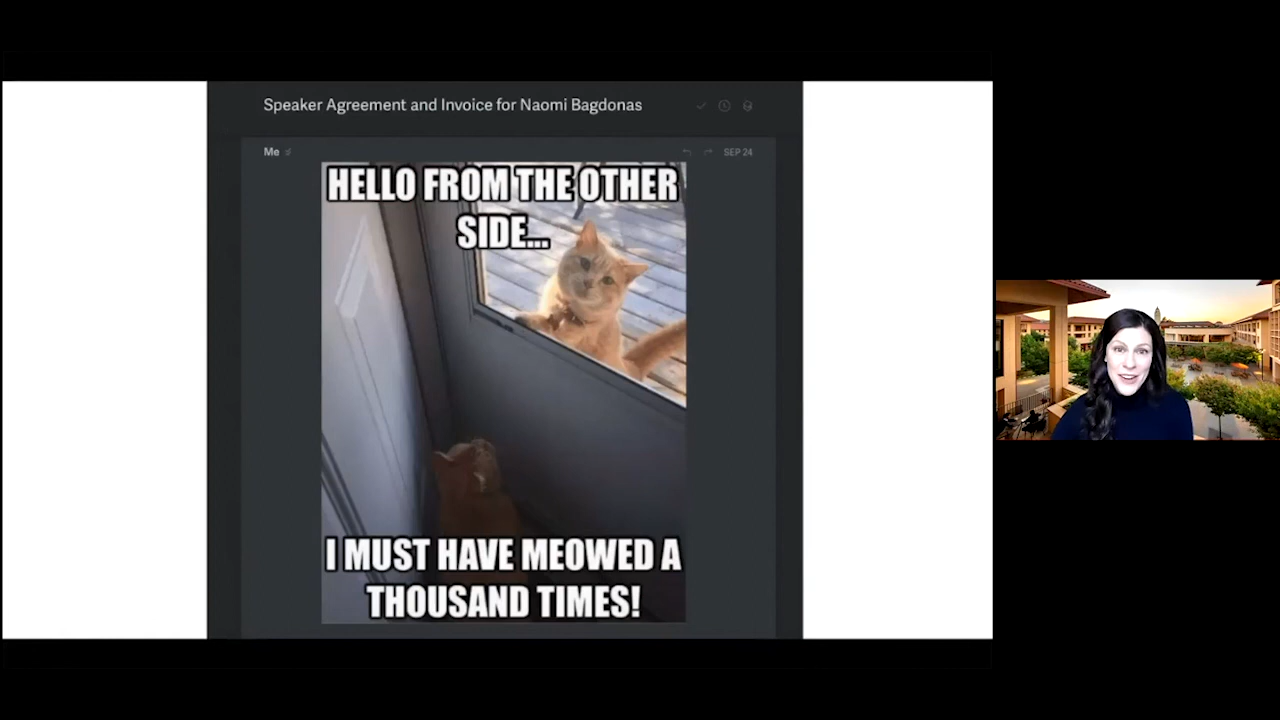 Speaker Agreement and Invoice for Naomi Bagdonas
Me
SEP 24
HELLO FROM THE OTHER
SIDE...
I MUST HAVE MEOWED A
THOUSAND TIMES!